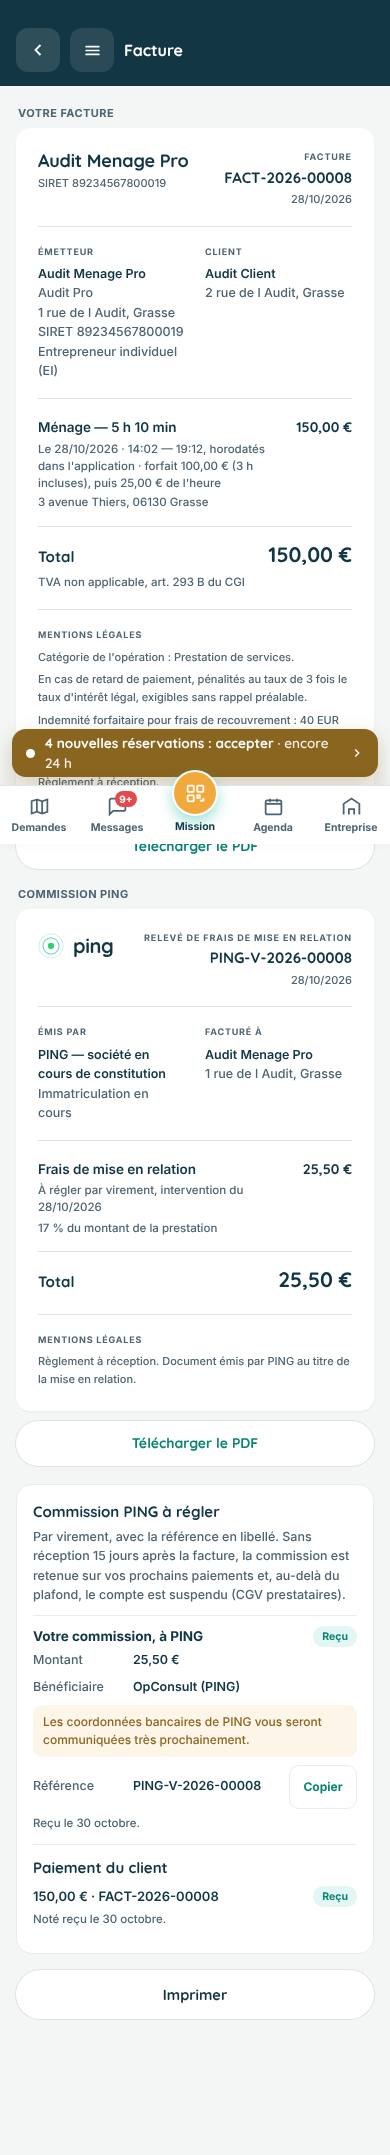 Facture
VOTRE FACTURE
Audit Menage Pro
SIRET 89234567800019
FACTURE
FACT-2026-00008
28/10/2026
ÉMETTEUR
Audit Menage Pro
Audit Pro
1 rue de l Audit, Grasse
SIRET 89234567800019
Entrepreneur individuel
(EI)
CLIENT
Audit Client
2 rue de l Audit, Grasse
Ménage — 5 h 10 min
150,00 €
Le 28/10/2026 · 14:02 — 19:12, horodatés
dans l'application · forfait 100,00 € (3 h
incluses), puis 25,00 € de l'heure
3 avenue Thiers, 06130 Grasse
Total
150,00 €
TVA non applicable, art. 293 B du CGI
MENTIONS LÉGALES
Catégorie de l'opération : Prestation de services.
En cas de retard de paiement, pénalités au taux de 3 fois le
taux d'intérêt légal, exigibles sans rappel préalable.
Indemnité forfaitaire pour frais de recouvrement : 40 EUR
4 nouvelles réservations : accepter · encore
24 h
Règlement à réception.
Demandes
9+
Messages
Mission
Agenda
Entreprise
Télécharger le PDF
COMMISSION PING
ping
RELEVÉ DE FRAIS DE MISE EN RELATION
PING-V-2026-00008
28/10/2026
ÉMIS PAR
PING — société en
cours de constitution
Immatriculation en
cours
FACTURÉ À
Audit Menage Pro
1 rue de l Audit, Grasse
Frais de mise en relation
25,50 €
À régler par virement, intervention du
28/10/2026
17 % du montant de la prestation
Total
25,50 €
MENTIONS LÉGALES
Règlement à réception. Document émis par PING au titre de
la mise en relation.
Télécharger le PDF
Commission PING à régler
Par virement, avec la référence en libellé. Sans
réception 15 jours après la facture, la commission est
retenue sur vos prochains paiements et, au-delà du
plafond, le compte est suspendu (CGV prestataires).
Votre commission, à PING
Reçu
Montant
25,50 €
Bénéficiaire
OpConsult (PING)
Les coordonnées bancaires de PING vous seront
communiquées très prochainement.
Référence
PING-V-2026-00008
Copier
Reçu le 30 octobre.
Paiement du client
150,00 € · FACT-2026-00008
Reçu
Noté reçu le 30 octobre.
Imprimer